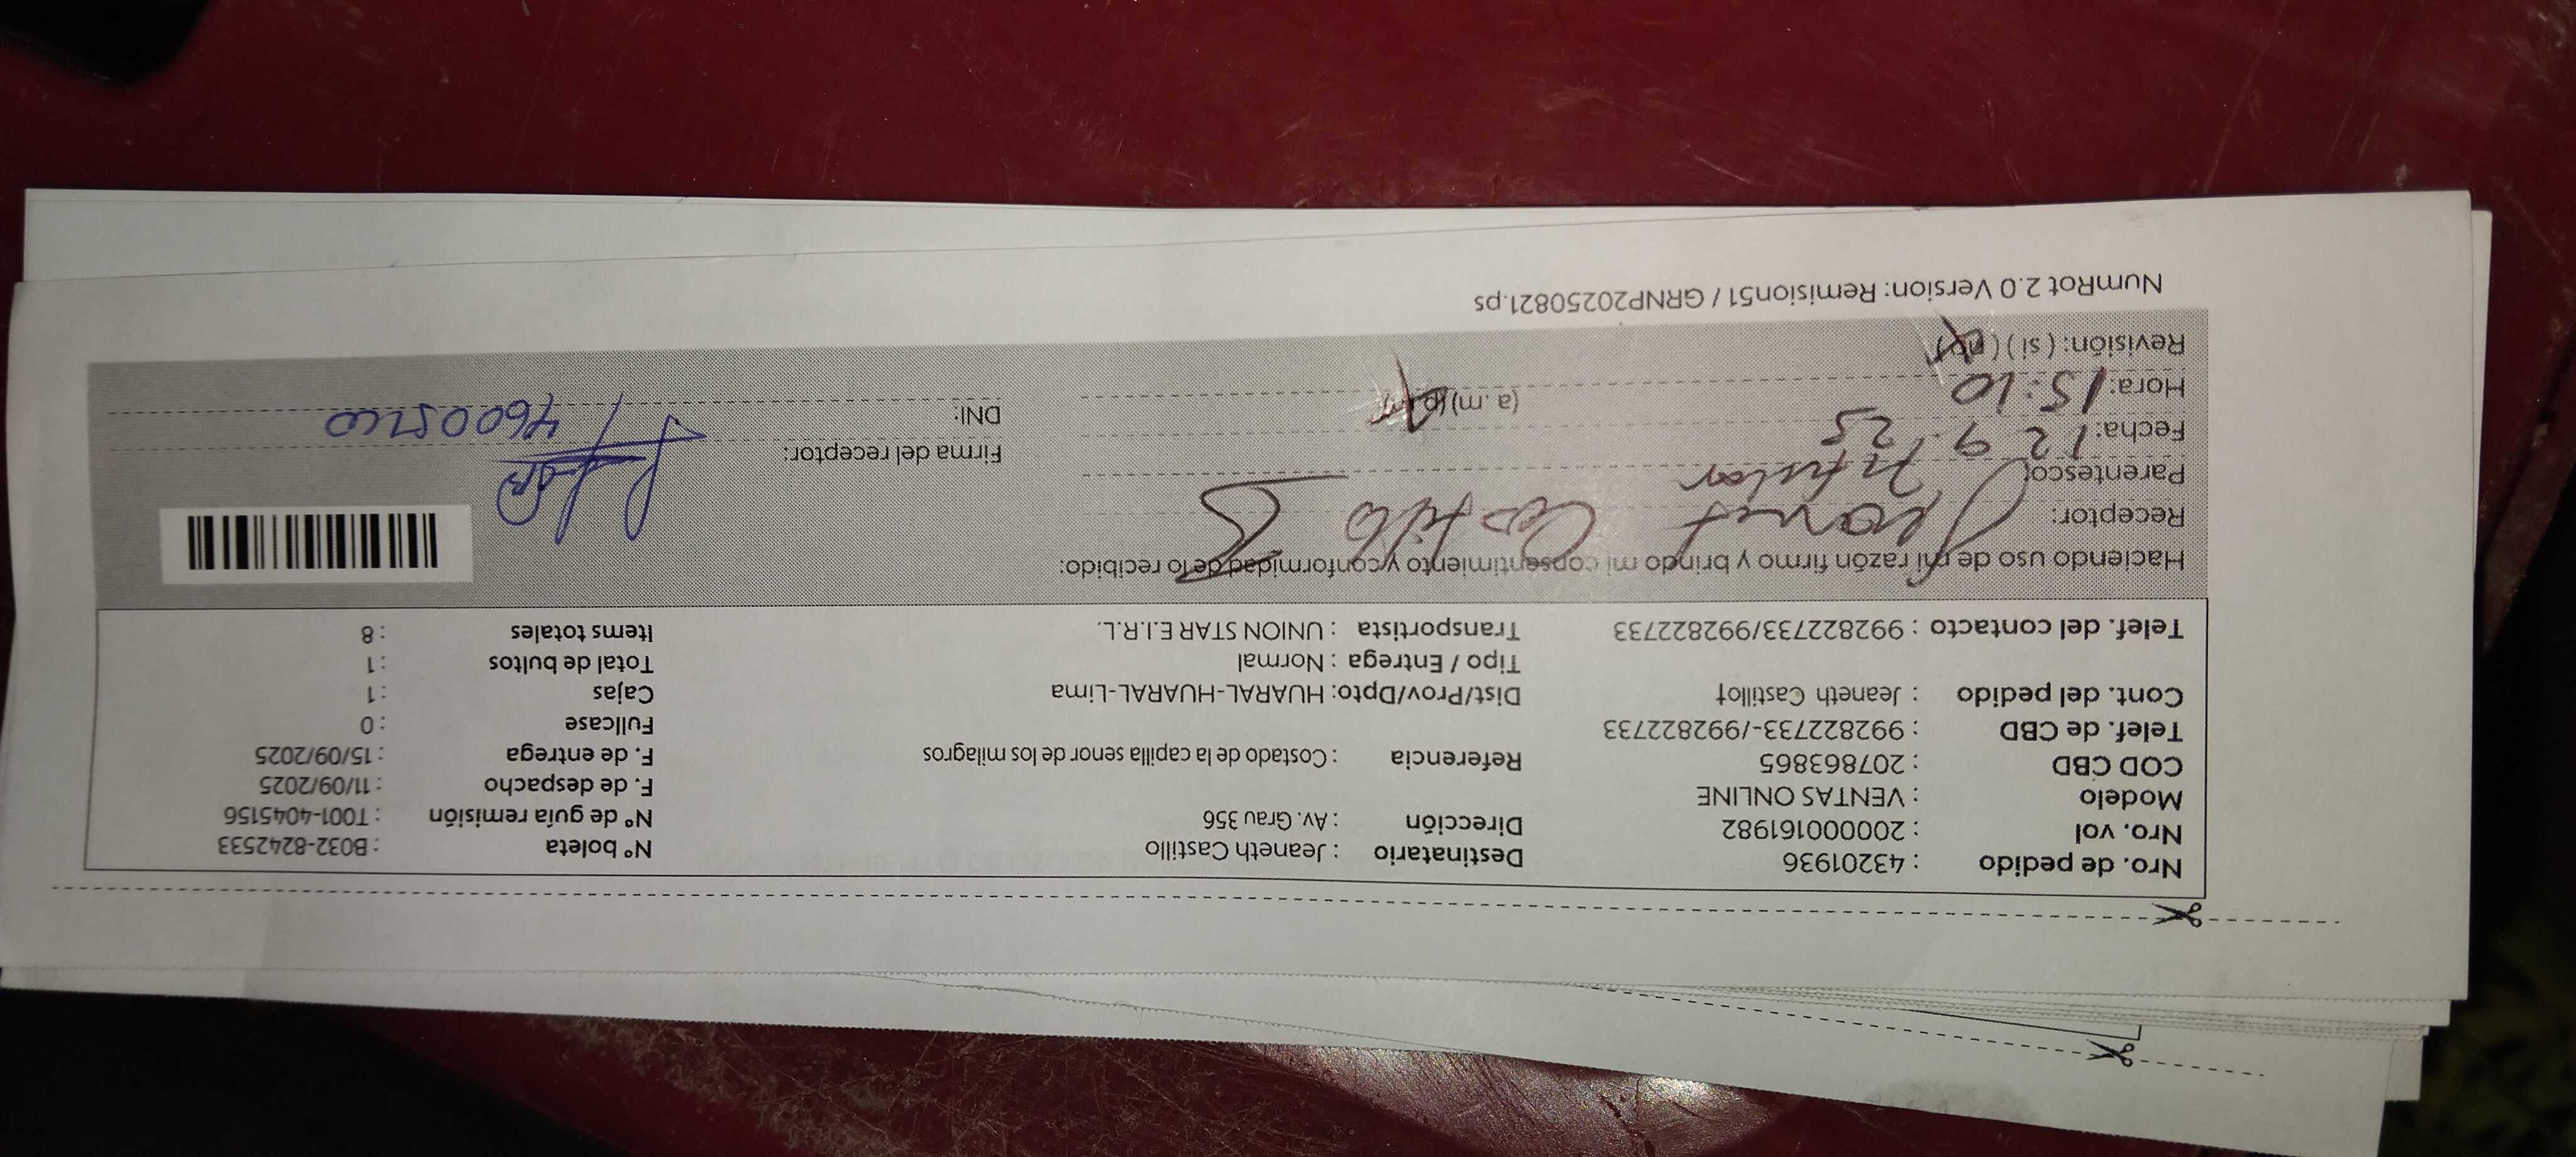 Nro. de pedido : 43201936 Destinatario : Jeaneth Castillo N° boleta : B032-8242533
Nro. vol : 20000161982 Dirección : Av. Grau 356 N° de guía remisión : T001-4045156
Modelo : VENTAS ONLINE F. de despacho : 11/09/2025
COD CBD : 207863865 Referencia : Costado de la capilla senor de los milagros F. de entrega : 15/09/2025
Telef. de CBD : 992822733-/992822733 Fullcase : 0
Cont. del pedido : Jeaneth Castillo† Dist/Prov/Dpto: HUARAL-HUARAL-Lima Cajas : 1
Tipo / Entrega : Normal Total de bultos : 1
Telef. del contacto : 992822733/992822733 Transportista : UNION STAR E.I.R.L. Items totales : 8
Haciendo uso de mi razón firmo y brindo mi consentimiento y conformidad de lo recibido:
Receptor: Castillo
Parentesco: Titular Firma del receptor:
Fecha: 12 9 25 DNI:
Hora: 15:10 (a. m) (p. m)
Revisión: ( si ) ( no )
NumRot 2.0 Version: Remision51 / GRNP20250821.ps